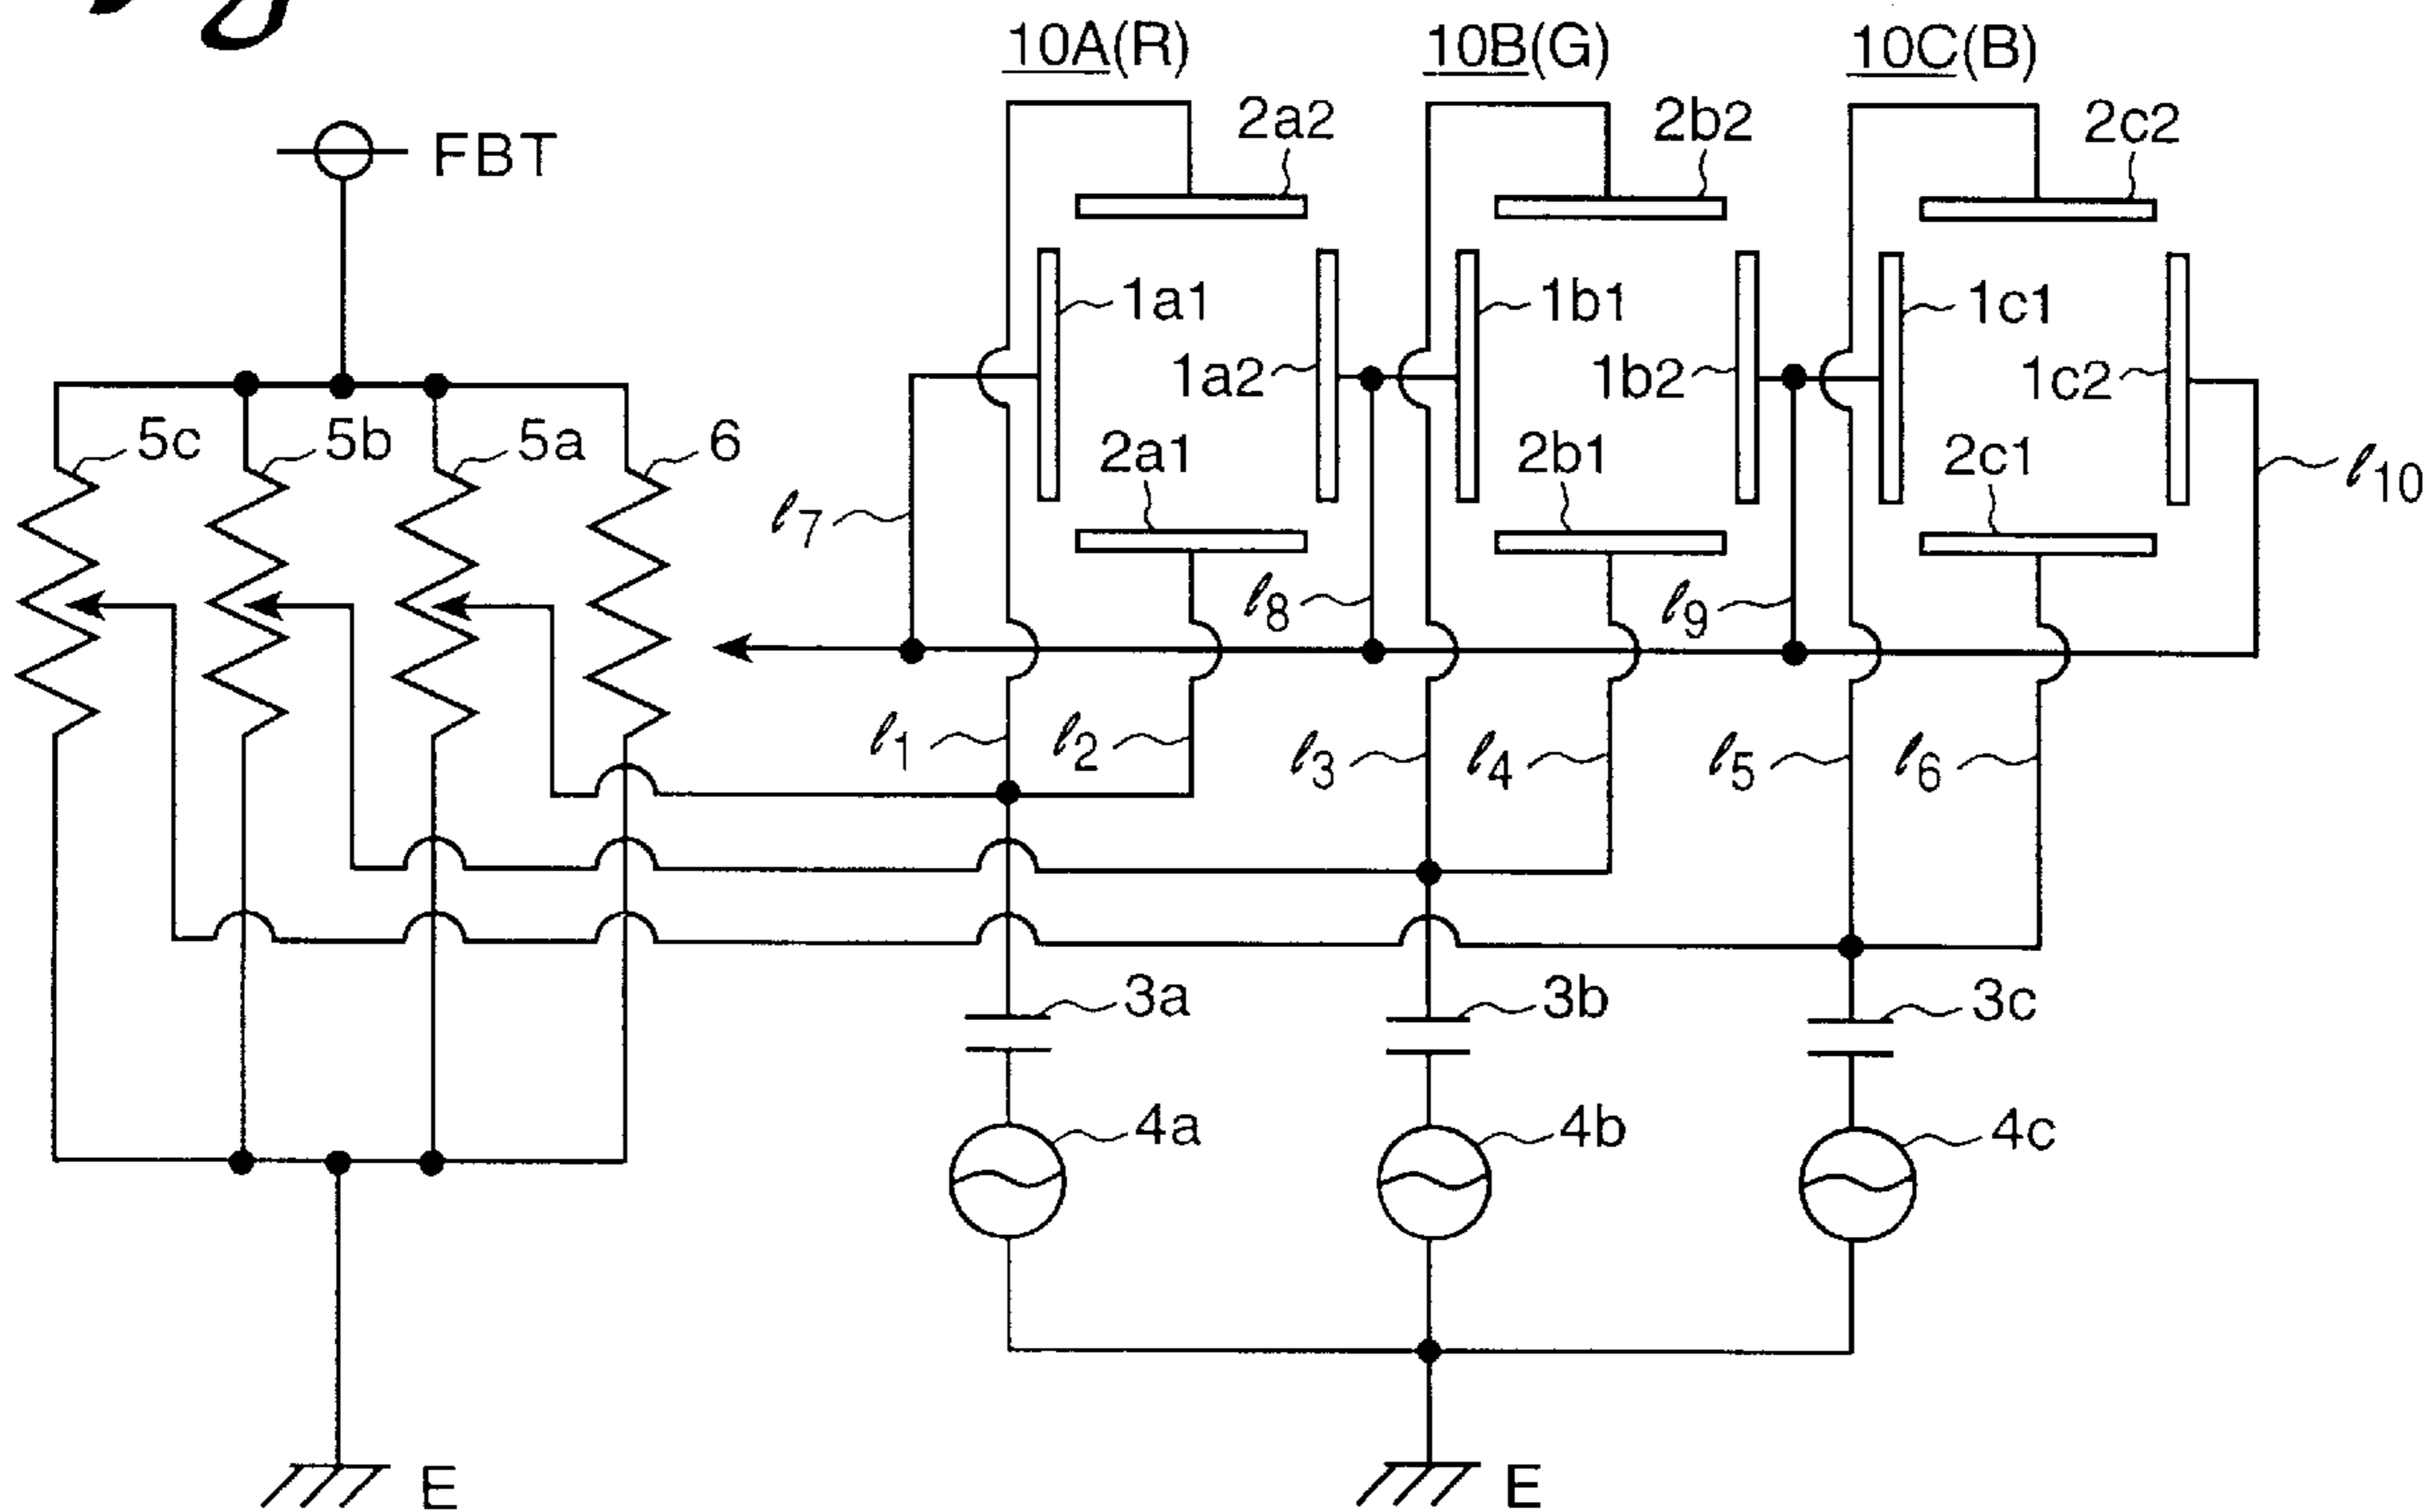 10A(R) 10B(G) 10C(B)
2a2 2b2 2c2
FBT
1a1 1b1 1c1
1a2 1b2 1c2
5c 5b 5a 6
2a1 2b1 2c1
ℓ10
ℓ7
ℓ8 ℓ9
ℓ1 ℓ2 ℓ3 ℓ4 ℓ5 ℓ6
3a 3b 3c
4a 4b 4c
E E